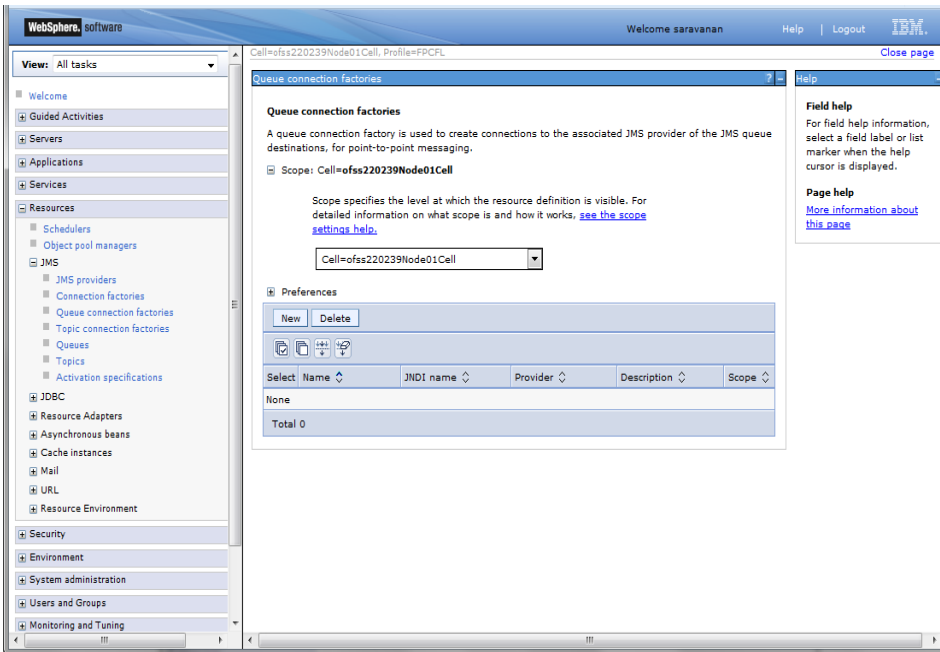 WebSphere. software
Welcome saravanan
Help | Logout
IBM.
View: All tasks
Welcome
Guided Activities
Servers
Applications
Services
Resources
Schedulers
Object pool managers
JMS
JMS providers
Connection factories
Queue connection factories
Topic connection factories
Queues
Topics
Activation specifications
JDBC
Resource Adapters
Asynchronous beans
Cache instances
Mail
URL
Resource Environment
Security
Environment
System administration
Users and Groups
Monitoring and Tuning
Cell=ofss220239Node01Cell, Profile=FPCFL
Close page
Queue connection factories
? -
Queue connection factories
A queue connection factory is used to create connections to the associated JMS provider of the JMS queue
destinations, for point-to-point messaging.
Scope: Cell=ofss220239Node01Cell
Scope specifies the level at which the resource definition is visible. For
detailed information on what scope is and how it works, see the scope
settings help.
Cell=ofss220239Node01Cell
Preferences
New Delete
Select Name JNDI name Provider Description Scope
None
Total 0
Help
Field help
For field help information,
select a field label or list
marker when the help
cursor is displayed.
Page help
More information about
this page